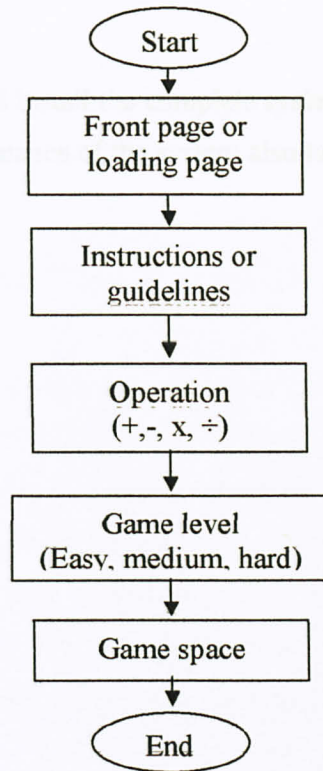 Start
Front page or
loading page
Instructions or
guidelines
Operation
(+,-, x, ÷)
Game level
(Easy, medium, hard)
Game space
End